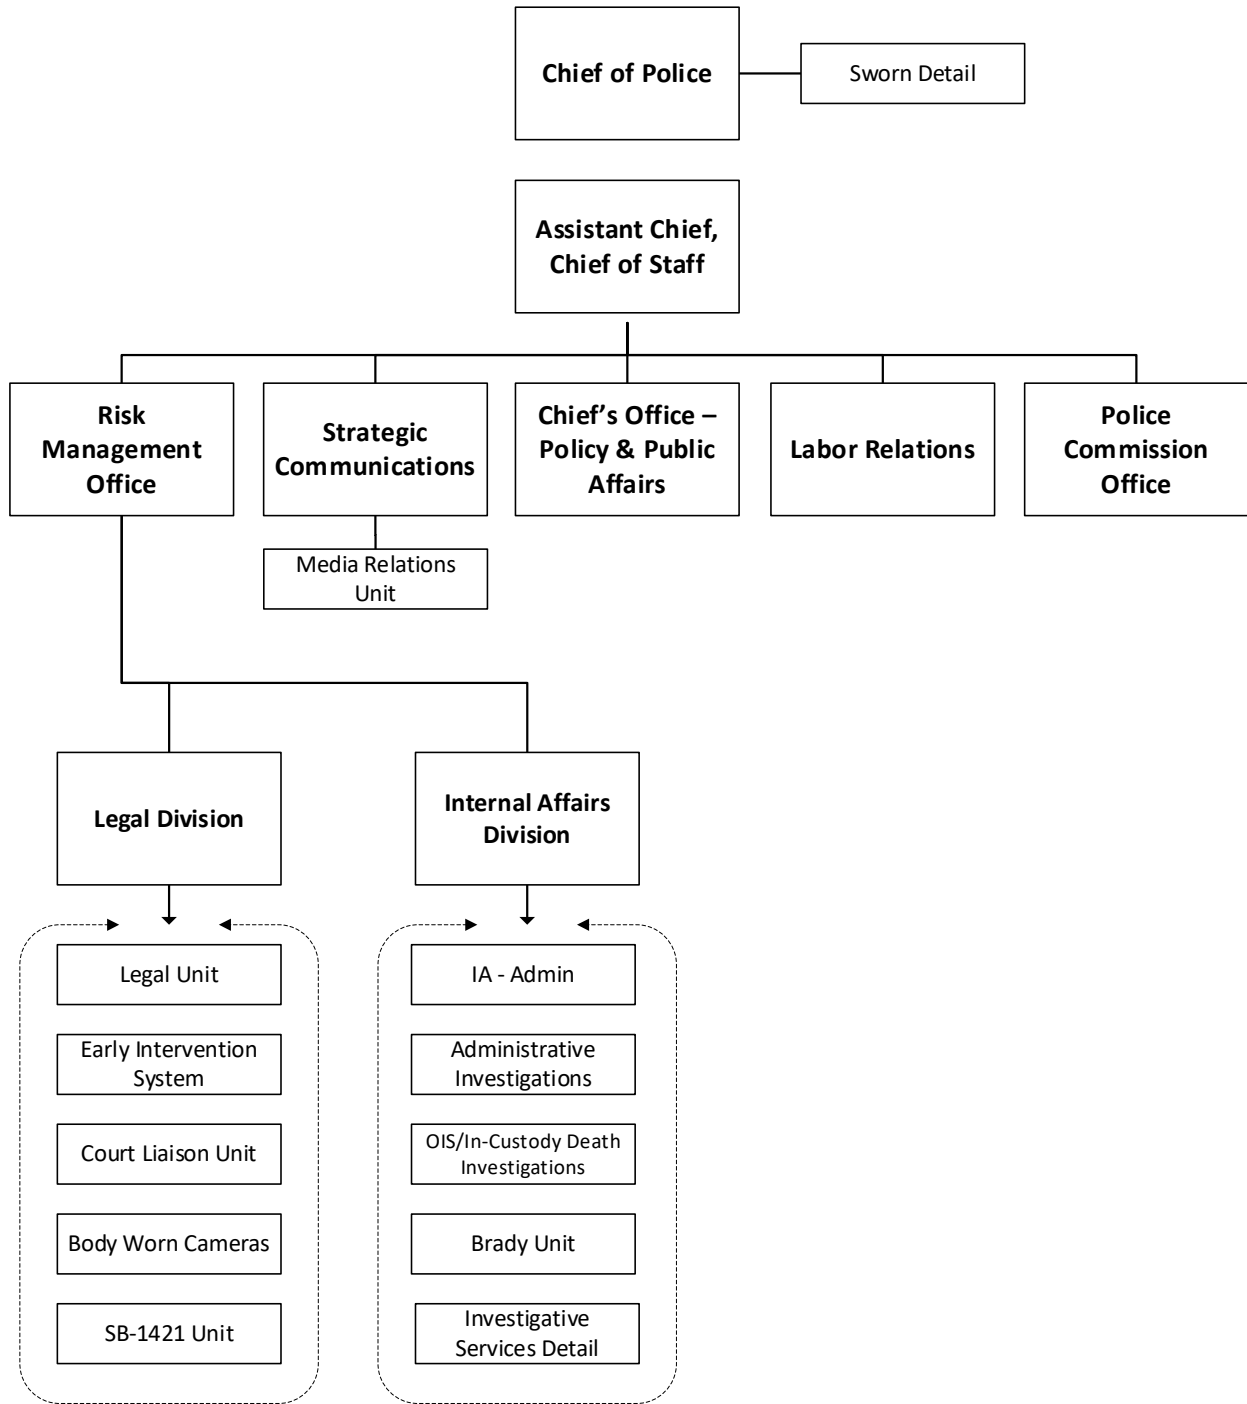 Chief of Police
Sworn Detail
Assistant Chief,
Chief of Staff
Risk
Management
Office
Strategic
Communications
Chief’s Office –
Policy & Public
Affairs
Labor Relations
Police
Commission
Office
Media Relations
Unit
Legal Division
Internal Affairs
Division
Legal Unit
Early Intervention
System
Court Liaison Unit
Body Worn Cameras
SB-1421 Unit
IA - Admin
Administrative
Investigations
OIS/In-Custody Death
Investigations
Brady Unit
Investigative
Services Detail